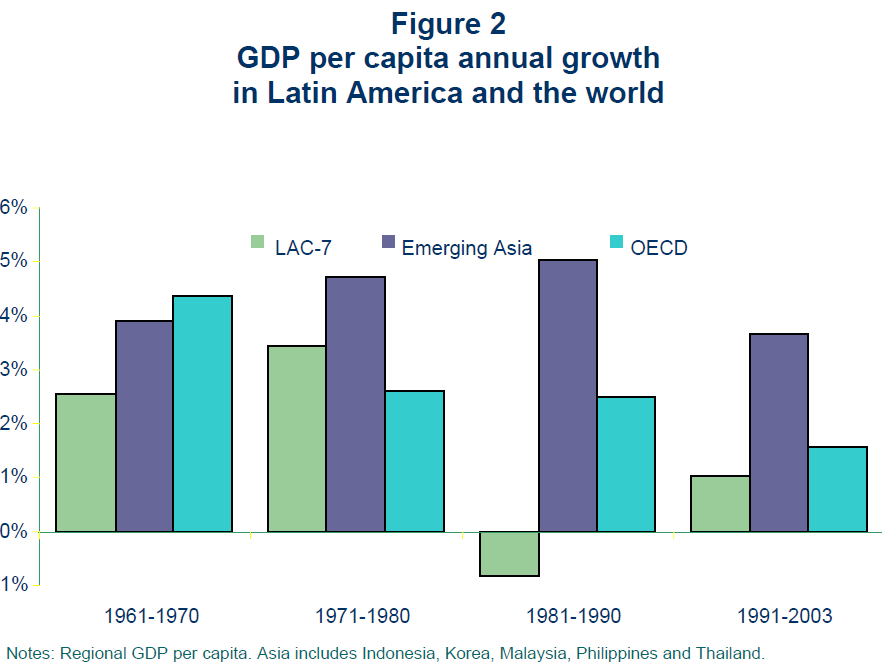 Figure 2
GDP per capita annual growth
in Latin America and the world
6%
LAC-7 Emerging Asia OECD
5%
4%
3%
2%
1%
0%
1%
1961-1970 1971-1980 1981-1990 1991-2003
Notes: Regional GDP per capita. Asia includes Indonesia, Korea, Malaysia, Philippines and Thailand.